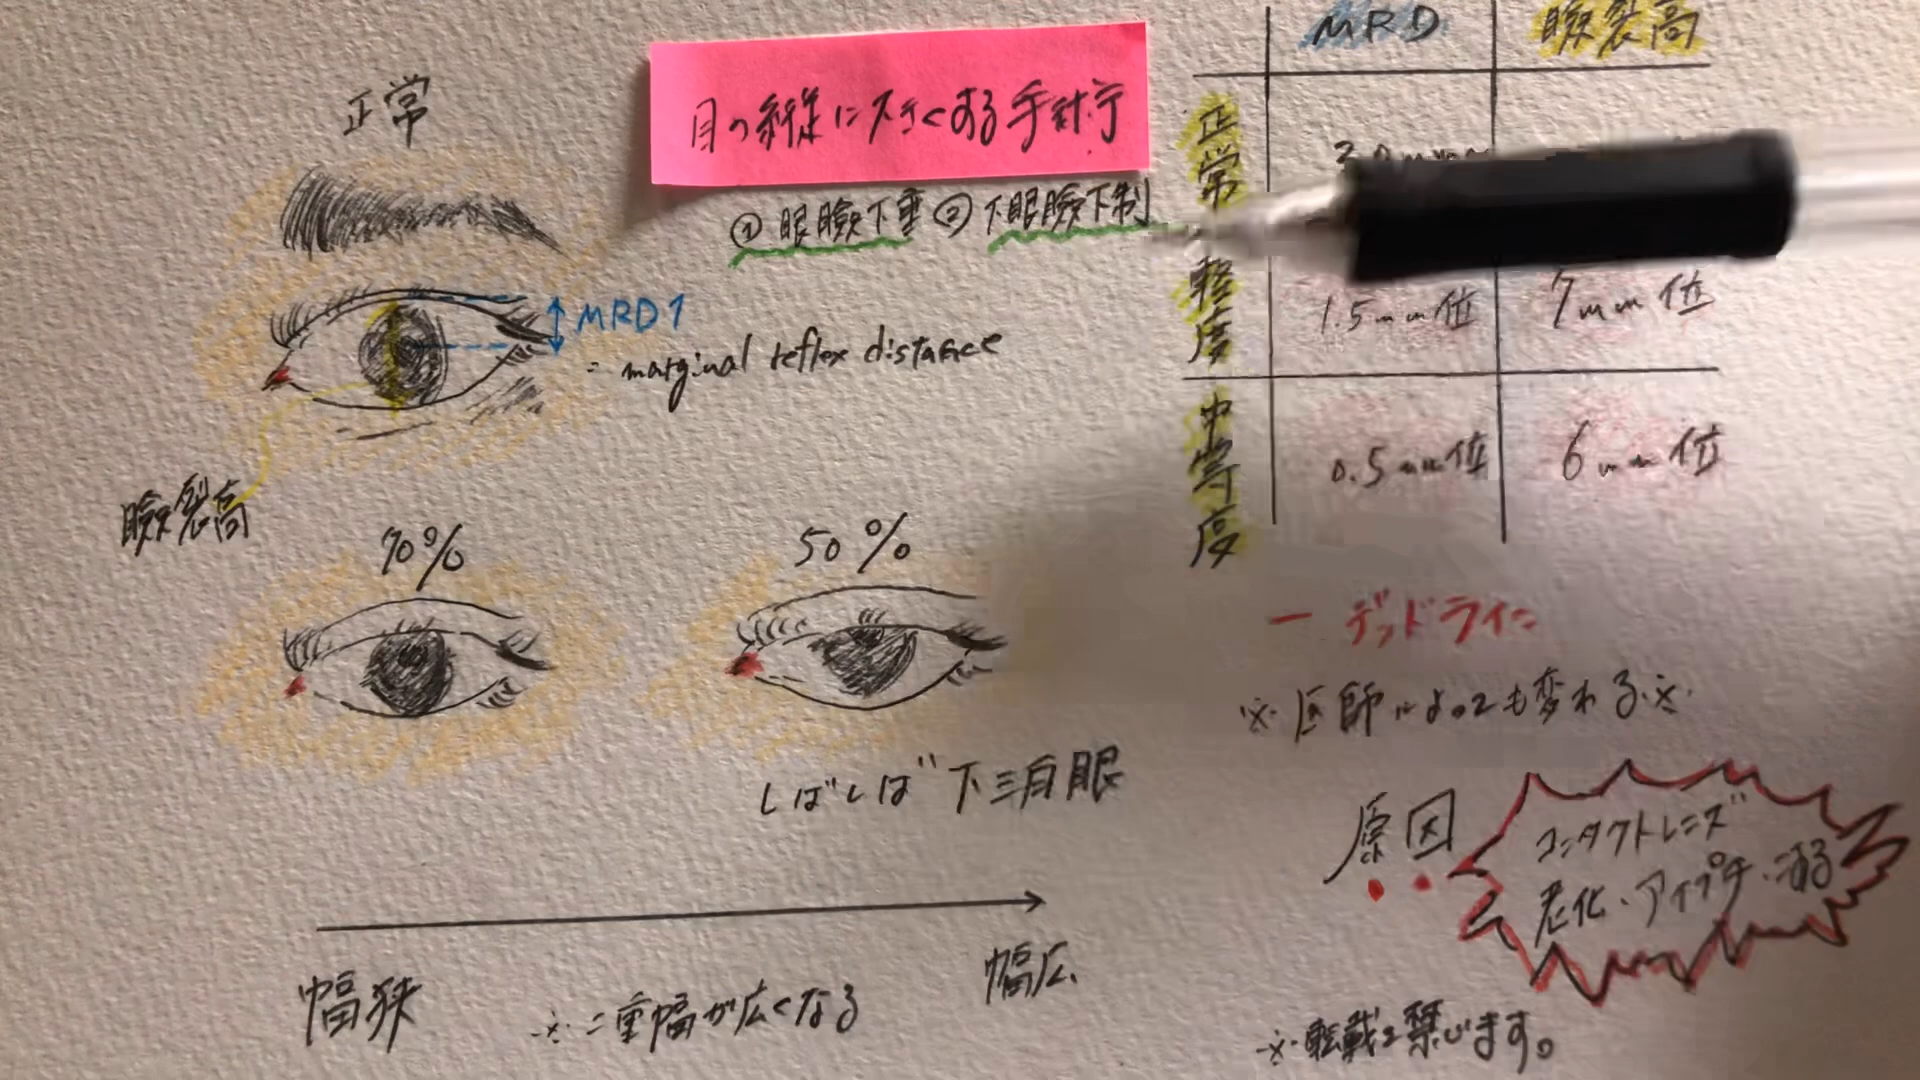 正常
目の縦に大きくする手術
① 眼瞼下垂 ② 下眼瞼下制
MRD1
= marginal reflex distance
瞼裂高
70%
50%
しばしば 下三白眼
幅狭
幅広
※二重幅が広くなる
MRD 瞼裂高
正常
軽度 1.5mm位 7mm位
中等度 0.5mm位 6mm位
ー デッドライン
※医師によっても変わる※
原因
コンタクトレンズ
老化・アイプチ・こする
※転載を禁じます。